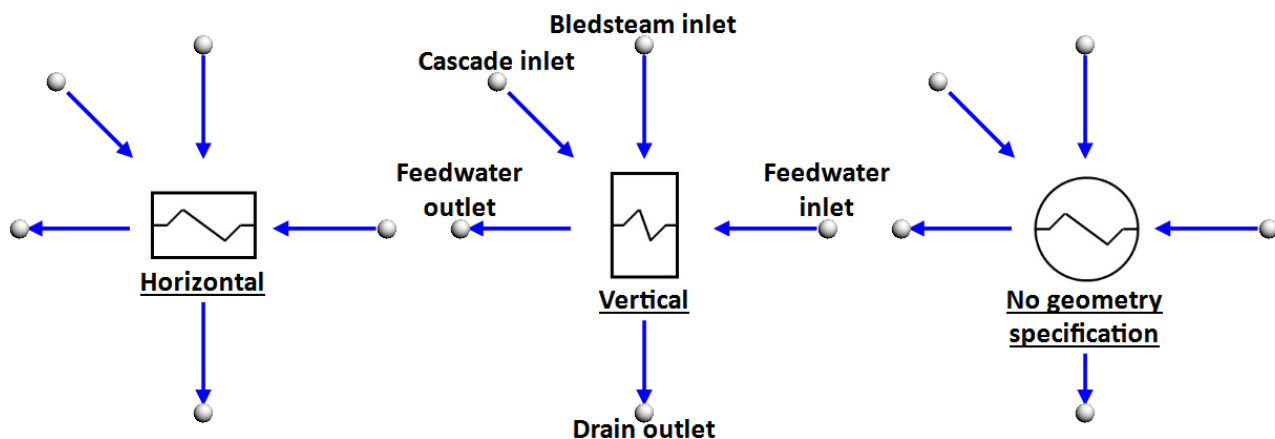 Bledsteam inlet
Cascade inlet
Feedwater
outlet
Feedwater
inlet
Horizontal
Vertical
No geometry
specification
Drain outlet